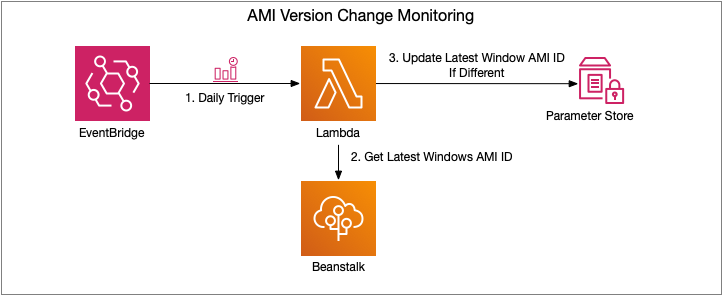 AMI Version Change Monitoring
1. Daily Trigger
3. Update Latest Window AMI ID
If Different
EventBridge
Lambda
Parameter Store
2. Get Latest Windows AMI ID
Beanstalk